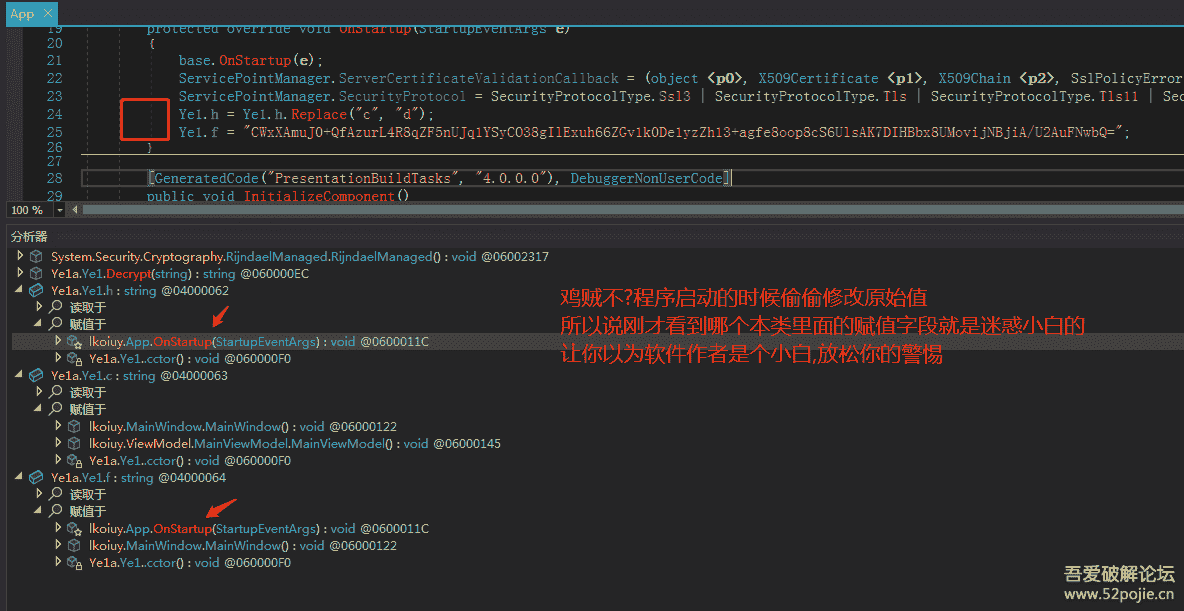 App ×
19 protected override void OnStartup(StartupEventArgs e)
20 {
21 base.OnStartup(e);
22 ServicePointManager.ServerCertificateValidationCallback = (object <p0>, X509Certificate <p1>, X509Chain <p2>, SslPolicyError
23 ServicePointManager.SecurityProtocol = SecurityProtocolType.Ssl3 | SecurityProtocolType.Tls | SecurityProtocolType.Tls11 | Sec
24 Ye1.h = Ye1.h.Replace("c", "d");
25 Ye1.f = "CWxXAmuJ0+QfAzurL4R8qZF5nUJq1YSyCO38gIlExuh66ZGv1k0De1yzZh13+agfe8oop8cS6UlsAK7DIHBbx8UMovijNBjiA/U2AuFNwbQ=";
26 }
27
28 [GeneratedCode("PresentationBuildTasks", "4.0.0.0"), DebuggerNonUserCode]
29 public void InitializeComponent()
100 %
分析器
System.Security.Cryptography.RijndaelManaged.RijndaelManaged() : void @06002317
Ye1a.Ye1.Decrypt(string) : string @060000EC
Ye1a.Ye1.h : string @04000062
读取于
赋值于
lkoiuy.App.OnStartup(StartupEventArgs) : void @0600011C
Ye1a.Ye1..cctor() : void @060000F0
Ye1a.Ye1.c : string @04000063
读取于
赋值于
lkoiuy.MainWindow.MainWindow() : void @06000122
lkoiuy.ViewModel.MainViewModel.MainViewModel() : void @06000145
Ye1a.Ye1..cctor() : void @060000F0
Ye1a.Ye1.f : string @04000064
读取于
赋值于
lkoiuy.App.OnStartup(StartupEventArgs) : void @0600011C
lkoiuy.MainWindow.MainWindow() : void @06000122
Ye1a.Ye1..cctor() : void @060000F0
鸡贼不?程序启动的时候偷偷修改原始值
所以说刚才看到哪个本类里面的赋值字段就是迷惑小白的
让你以为软件作者是个小白,放松你的警惕
吾爱破解论坛
www.52pojie.cn